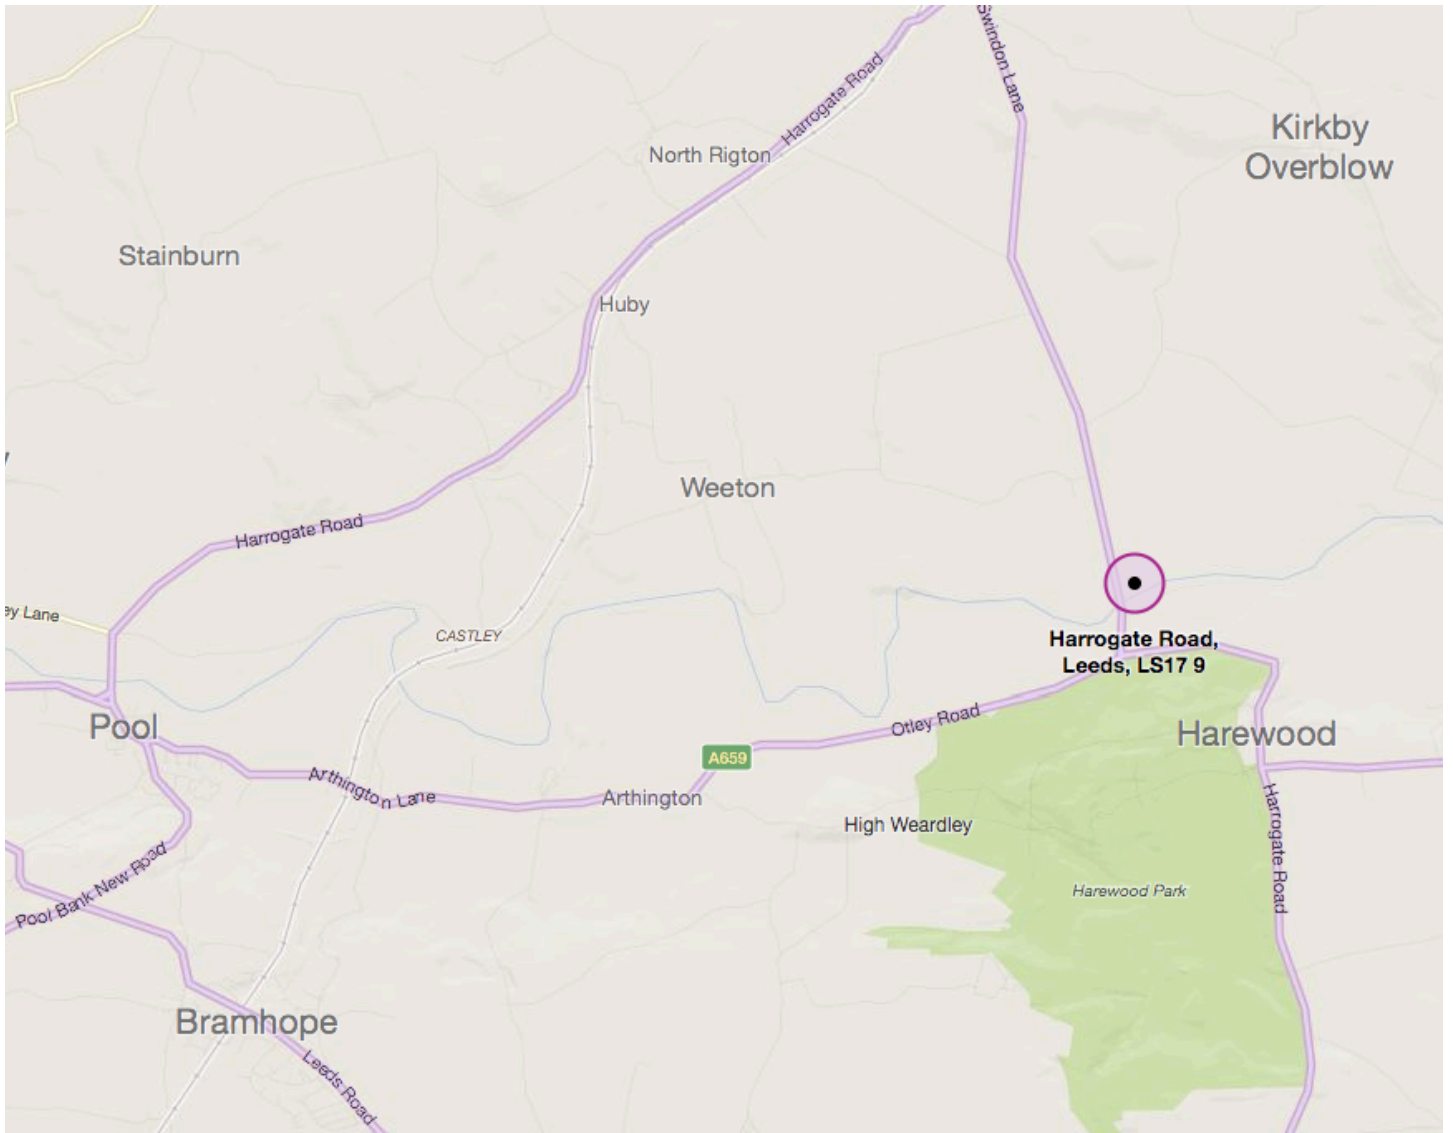 Swindon Lane
Harrogate Road
Kirkby
Overblow
North Rigton
Stainburn
Huby
Weeton
Harrogate Road
ey Lane
CASTLEY
Harrogate Road,
Leeds, LS17 9
Pool
Otley Road
Harewood
A659
Arthington Lane
Arthington
High Weardley
Harrogate Road
Pool Bank New Road
Harewood Park
Bramhope
Leeds Road